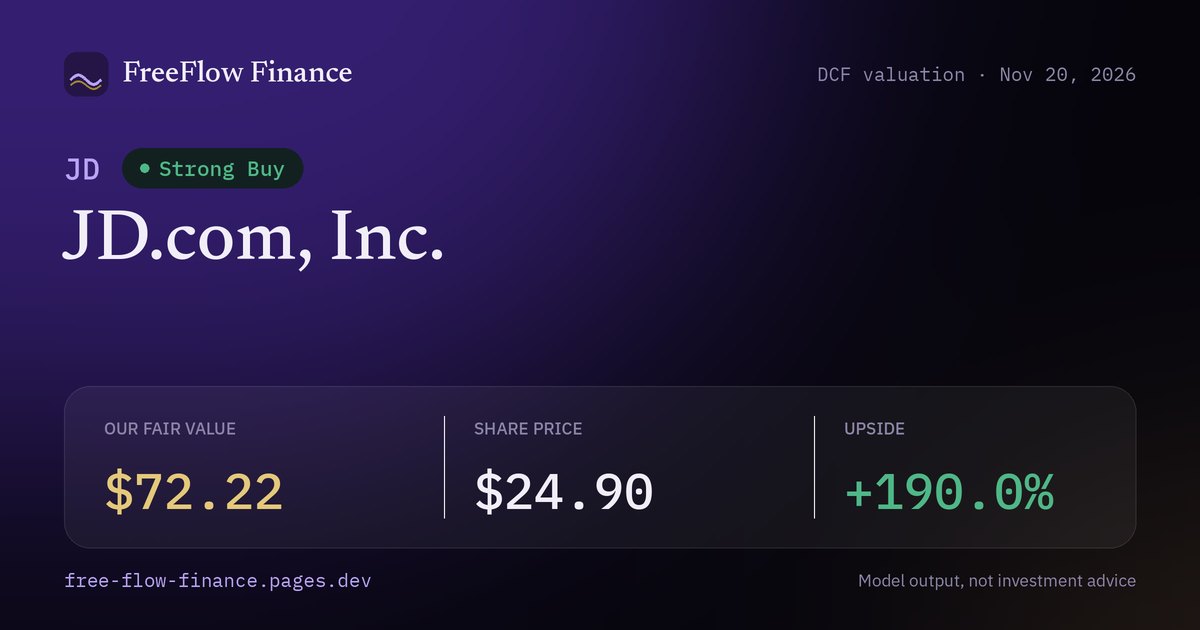 FreeFlow Finance
DCF valuation · Nov 20, 2026
JD
Strong Buy
JD.com, Inc.
OUR FAIR VALUE
$72.22
SHARE PRICE
$24.90
UPSIDE
+190.0%
free-flow-finance.pages.dev
Model output, not investment advice